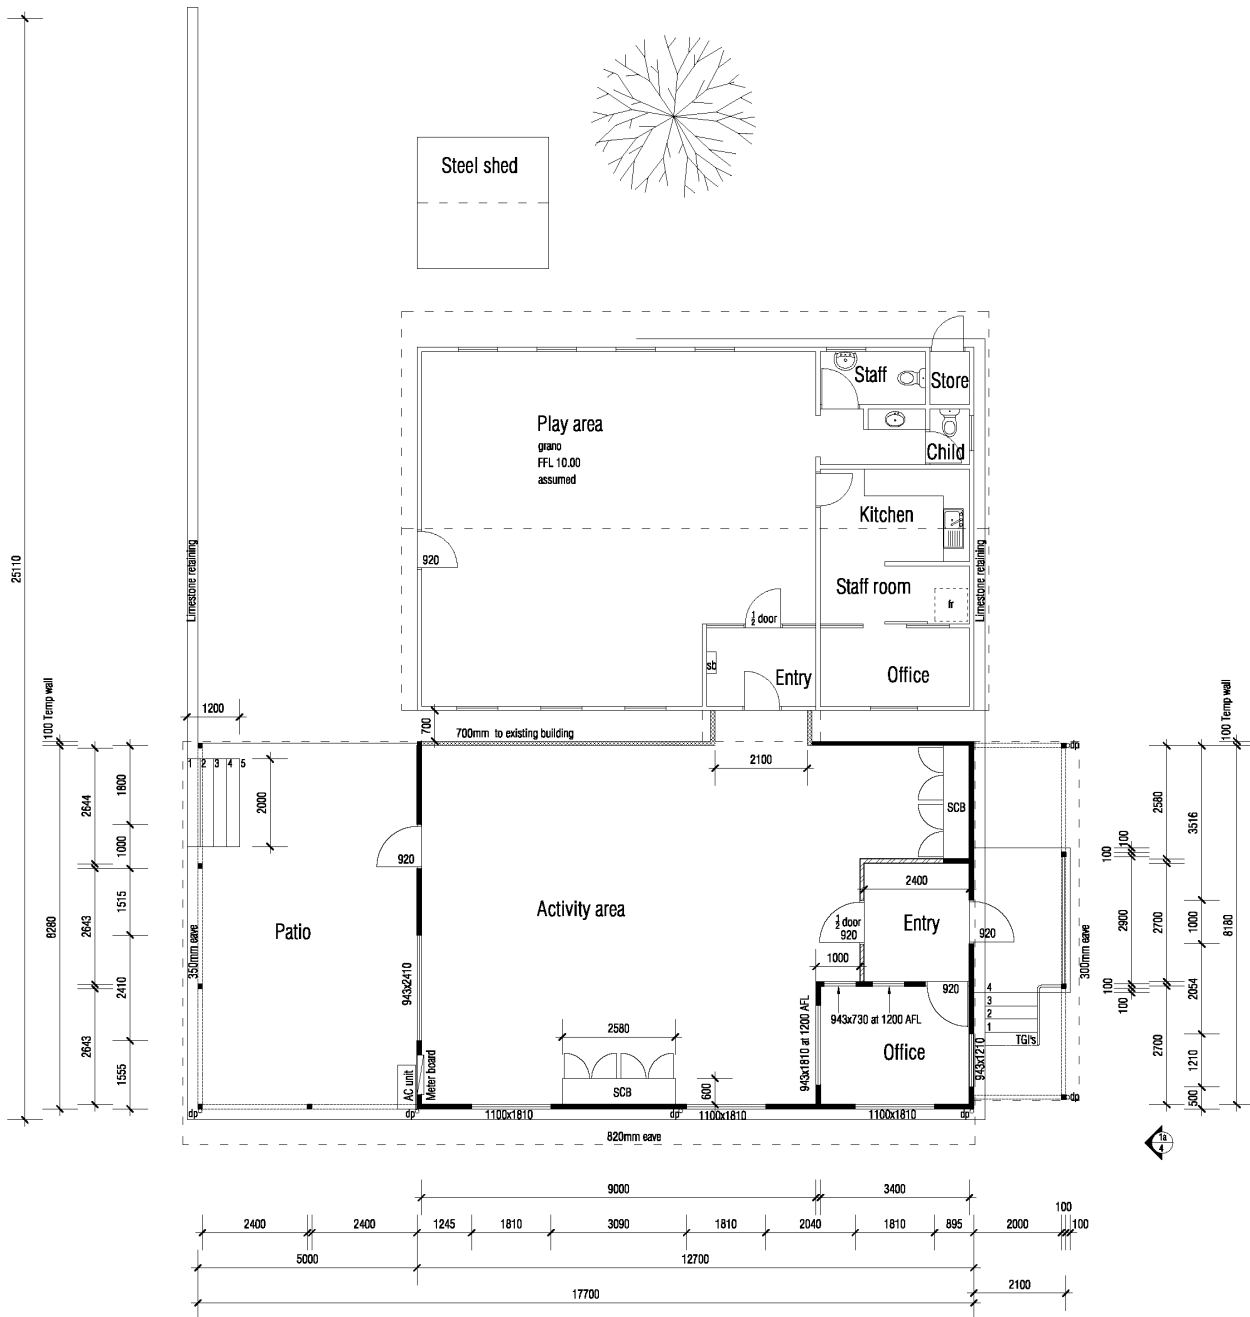 Steel shed
Staff
Store
Play area
grano
FFL 10.00
assumed
Child
Kitchen
920
25110
Limestone retaining
Limestone retaining
Staff room
fr
½ door
sb
Entry
Office
100 Temp wall
1200
700
700mm to existing building
100 Temp wall
dp
1 2 3 4 5
2000
2100
SCB
2644
1800
1000
920
2580
3516
100
100
2400
8280
2643
1515
350mm eave
Patio
Activity area
½ door
920
Entry
920
300mm eave
2900
2700
1000
8180
1000
2410
943x2410
920
4
3
2
1
TGI's
100
100
2054
943x730 at 1200 AFL
943x1810 at 1200 AFL
2580
Office
943x1210
2643
1555
AC unit
Meter board
SCB
600
2700
1210
500
dp
dp
1100x1810
dp
1100x1810
1100x1810
dp
dp
820mm eave
1a
4
9000
3400
100
2400
2400
1245
1810
3090
1810
2040
1810
895
2000
100
5000
12700
17700
2100